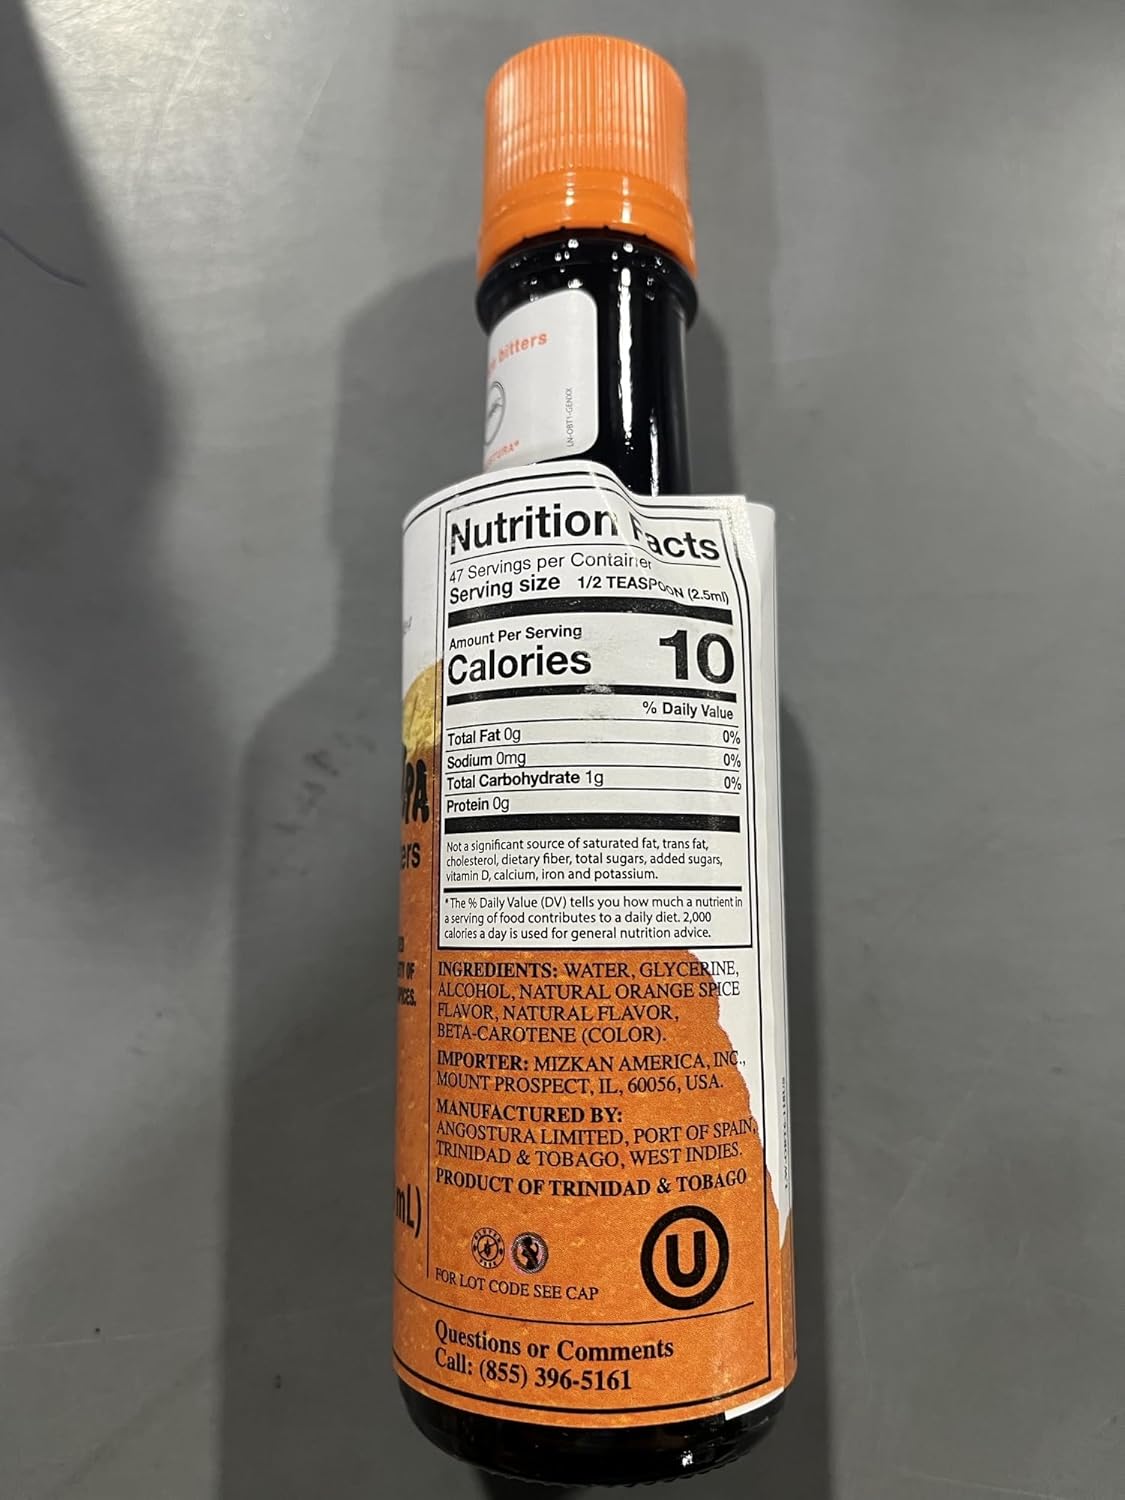 bitters
LN-OBT1-GENXX
Nutrition Facts
47 Servings per Container
Serving size 1/2 TEASPOON (2.5ml)
Amount Per Serving
Calories 10
% Daily Value
Total Fat 0g 0%
Sodium 0mg 0%
Total Carbohydrate 1g 0%
Protein 0g
Not a significant source of saturated fat, trans fat,
cholesterol, dietary fiber, total sugars, added sugars,
vitamin D, calcium, iron and potassium.
*The % Daily Value (DV) tells you how much a nutrient in
a serving of food contributes to a daily diet. 2,000
calories a day is used for general nutrition advice.
INGREDIENTS: WATER, GLYCERINE,
ALCOHOL, NATURAL ORANGE SPICE
FLAVOR, NATURAL FLAVOR,
BETA-CAROTENE (COLOR).
IMPORTER: MIZKAN AMERICA, INC.,
MOUNT PROSPECT, IL, 60056, USA.
MANUFACTURED BY:
ANGOSTURA LIMITED, PORT OF SPAIN,
TRINIDAD & TOBAGO, WEST INDIES.
PRODUCT OF TRINIDAD & TOBAGO
U
FOR LOT CODE SEE CAP
Questions or Comments
Call: (855) 396-5161
OF
mL)